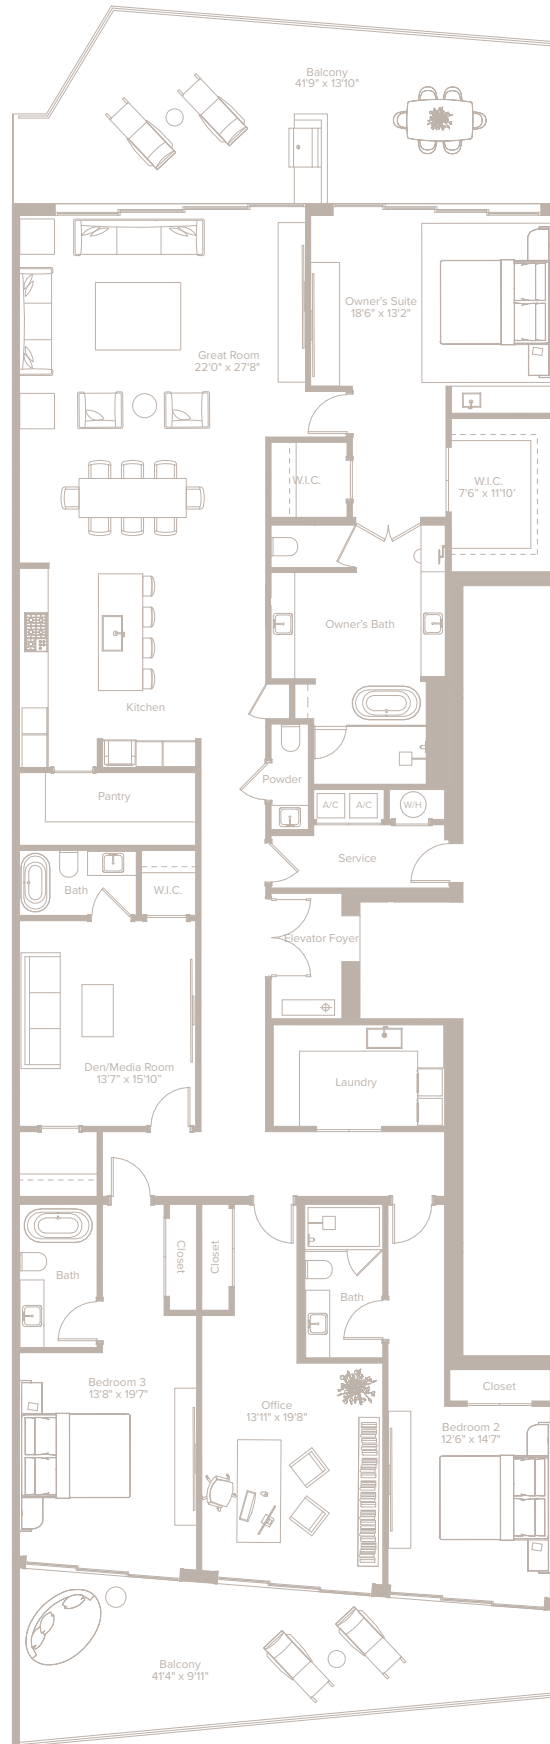 Balcony
41'9" x 13'10"
Owner's Suite
18'6" x 13'2"
Great Room
22'0" x 27'8"
W.I.C.
W.I.C.
7'6" x 11'10'
Owner's Bath
Kitchen
Powder
Pantry
A/C
A/C
W/H
Service
Bath
W.I.C.
Elevator Foyer
Den/Media Room
13'7" x 15'10"
Laundry
Closet
Closet
Bath
Bath
Bedroom 3
13'8" x 19'7"
Closet
Office
13'11" x 19'8"
Bedroom 2
12'6" x 14'7"
Balcony
41'4" x 9'11"